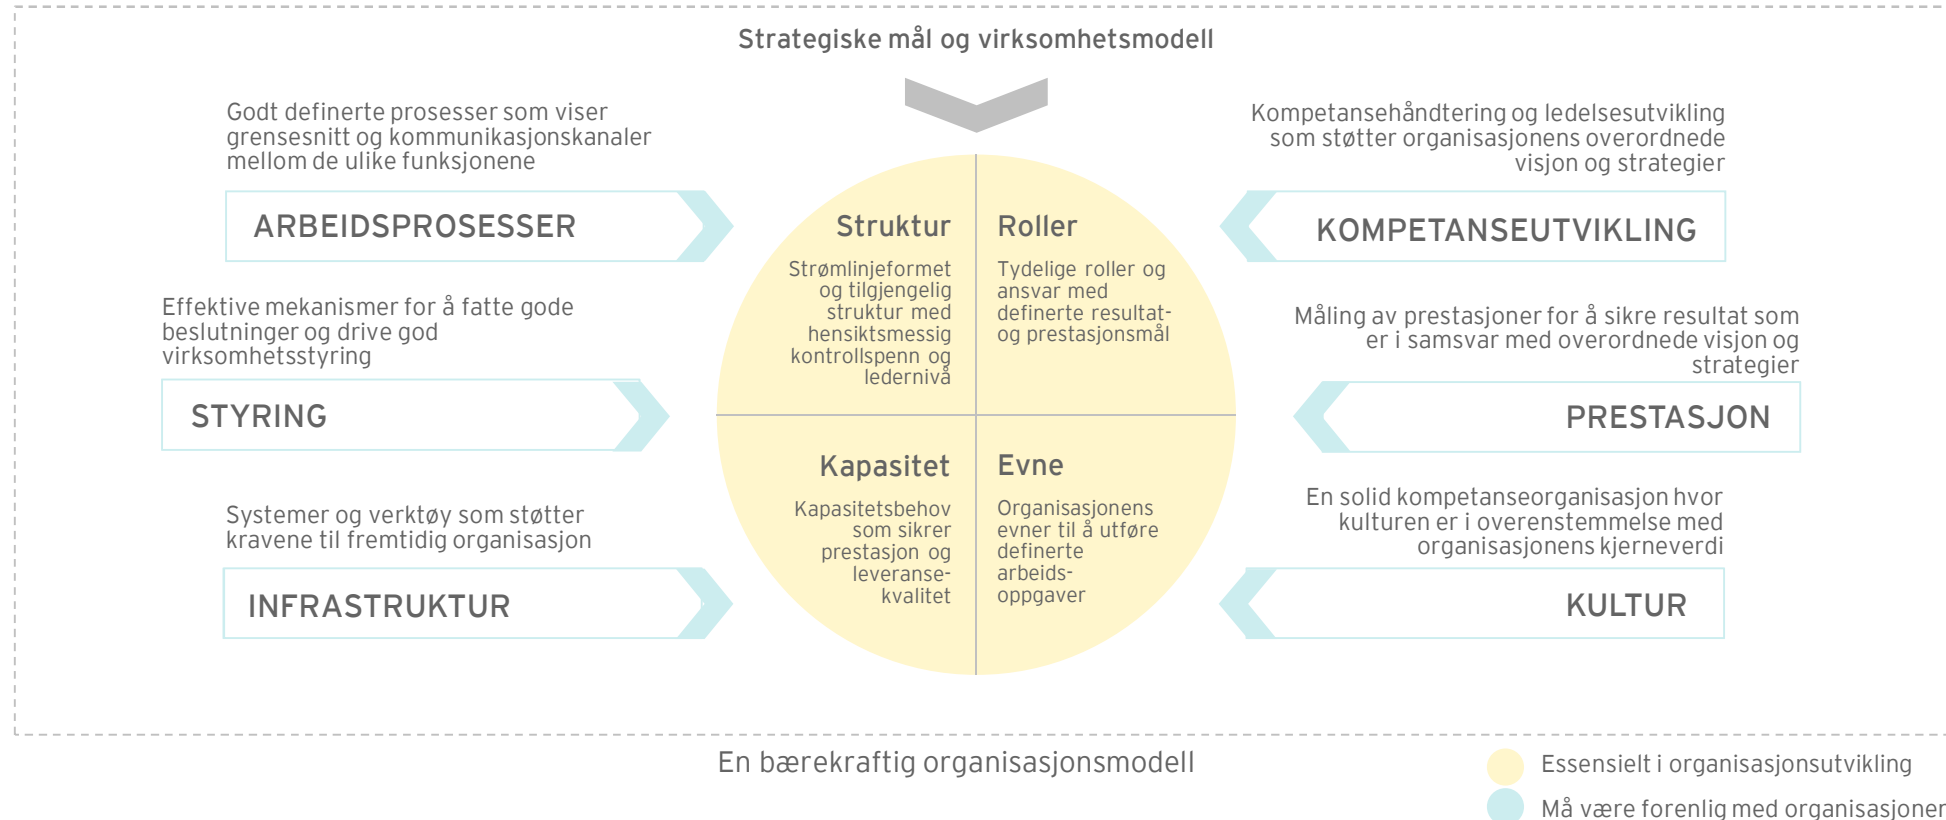 Strategiske mål og virksomhetsmodell
Godt definerte prosesser som viser
grensesnitt og kommunikasjonskanaler
mellom de ulike funksjonene
ARBEIDSPROSESSER
Effektive mekanismer for å fatte gode
beslutninger og drive god
virksomhetsstyring
STYRING
Systemer og verktøy som støtter
kravene til fremtidig organisasjon
INFRASTRUKTUR
Struktur
Strømlinjeformet
og tilgjengelig
struktur med
hensiktsmessig
kontrollspenn og
ledernivå
Roller
Tydelige roller og
ansvar med
definerte resultat-
og prestasjonsmål
Kapasitet
Kapasitetsbehov
som sikrer
prestasjon og
leveranse-
kvalitet
Evne
Organisasjonens
evner til å utføre
definerte
arbeids-
oppgaver
Kompetansehåndtering og ledelsesutvikling
som støtter organisasjonens overordnede
visjon og strategier
KOMPETANSEUTVIKLING
Måling av prestasjoner for å sikre resultat som
er i samsvar med overordnede visjon og
strategier
PRESTASJON
En solid kompetanseorganisasjon hvor
kulturen er i overenstemmelse med
organisasjonens kjerneverdi
KULTUR
En bærekraftig organisasjonsmodell
Essensielt i organisasjonsutvikling
Må være forenlig med organisasjoner